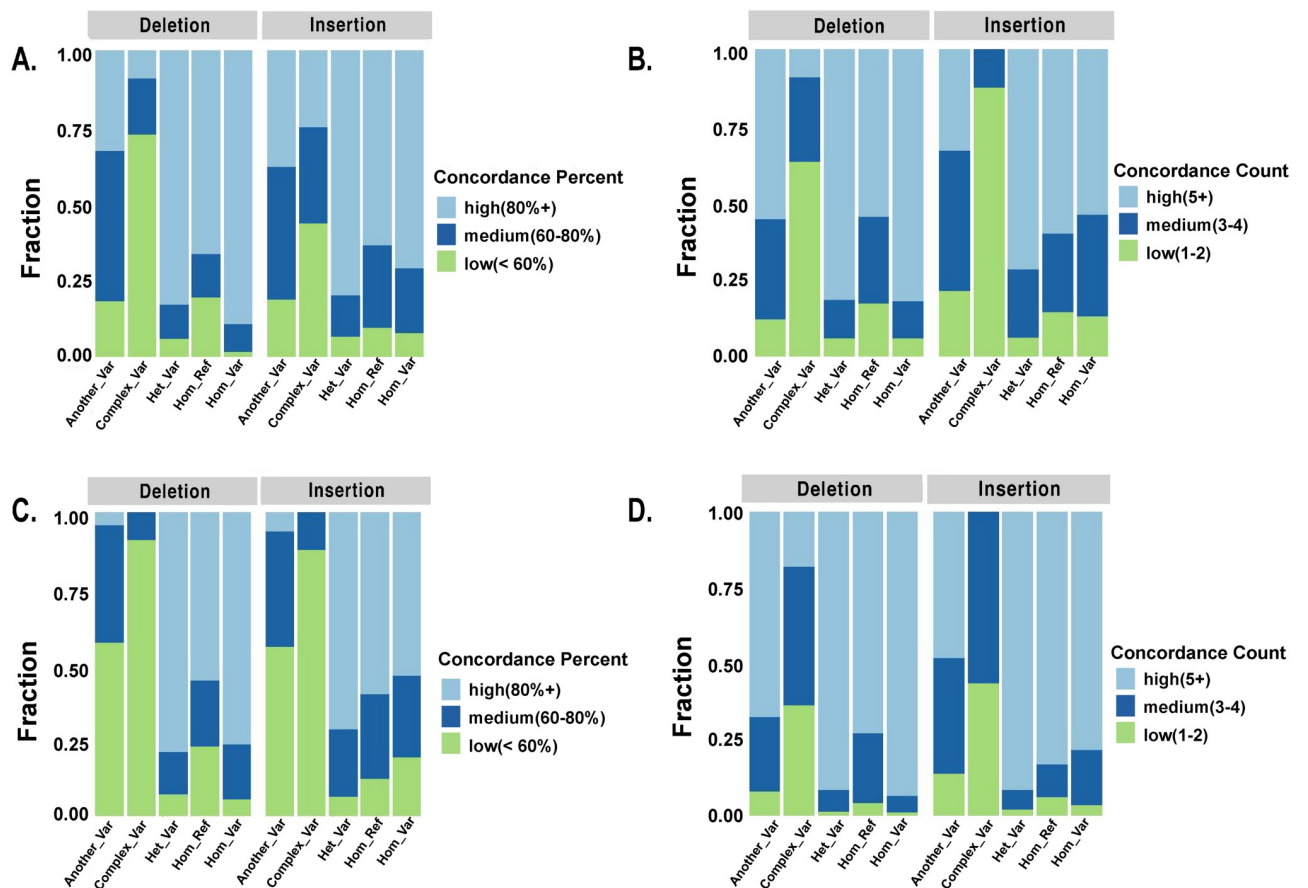 A.
Deletion
Insertion
1.00
0.75
0.50
0.25
0.00
Fraction
Another_Var
Complex_Var
Het_Var
Hom_Ref
Hom_Var
Another_Var
Complex_Var
Het_Var
Hom_Ref
Hom_Var
Concordance Percent
high(80%+)
medium(60-80%)
low(< 60%)
B.
Deletion
Insertion
1.00
0.75
0.50
0.25
0.00
Fraction
Another_Var
Complex_Var
Het_Var
Hom_Ref
Hom_Var
Another_Var
Complex_Var
Het_Var
Hom_Ref
Hom_Var
Concordance Count
high(5+)
medium(3-4)
low(1-2)
C.
Deletion
Insertion
1.00
0.75
0.50
0.25
0.00
Fraction
Another_Var
Complex_Var
Het_Var
Hom_Ref
Hom_Var
Another_Var
Complex_Var
Het_Var
Hom_Ref
Hom_Var
Concordance Percent
high(80%+)
medium(60-80%)
low(< 60%)
D.
Deletion
Insertion
1.00
0.75
0.50
0.25
0.00
Fraction
Another_Var
Complex_Var
Het_Var
Hom_Ref
Hom_Var
Another_Var
Complex_Var
Het_Var
Hom_Ref
Hom_Var
Concordance Count
high(5+)
medium(3-4)
low(1-2)